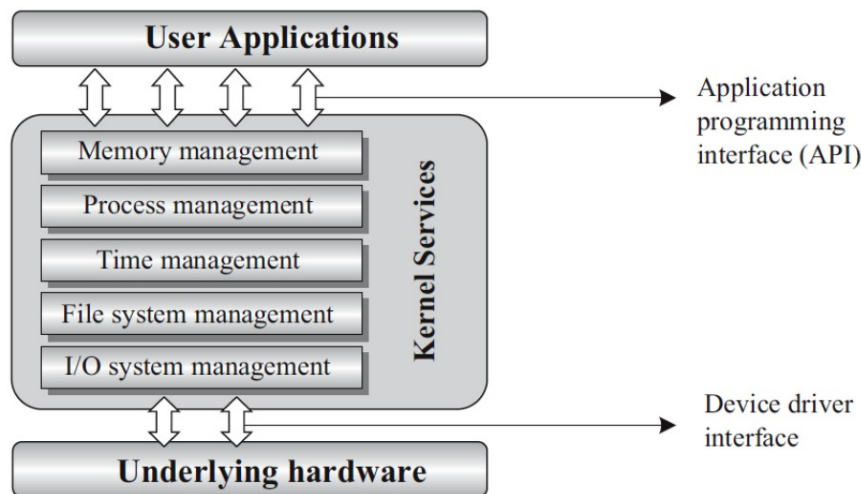 User Applications
Application
programming
interface (API)
Memory management
Process management
Time management
File system management
I/O system management
Kernel Services
Device driver
interface
Underlying hardware